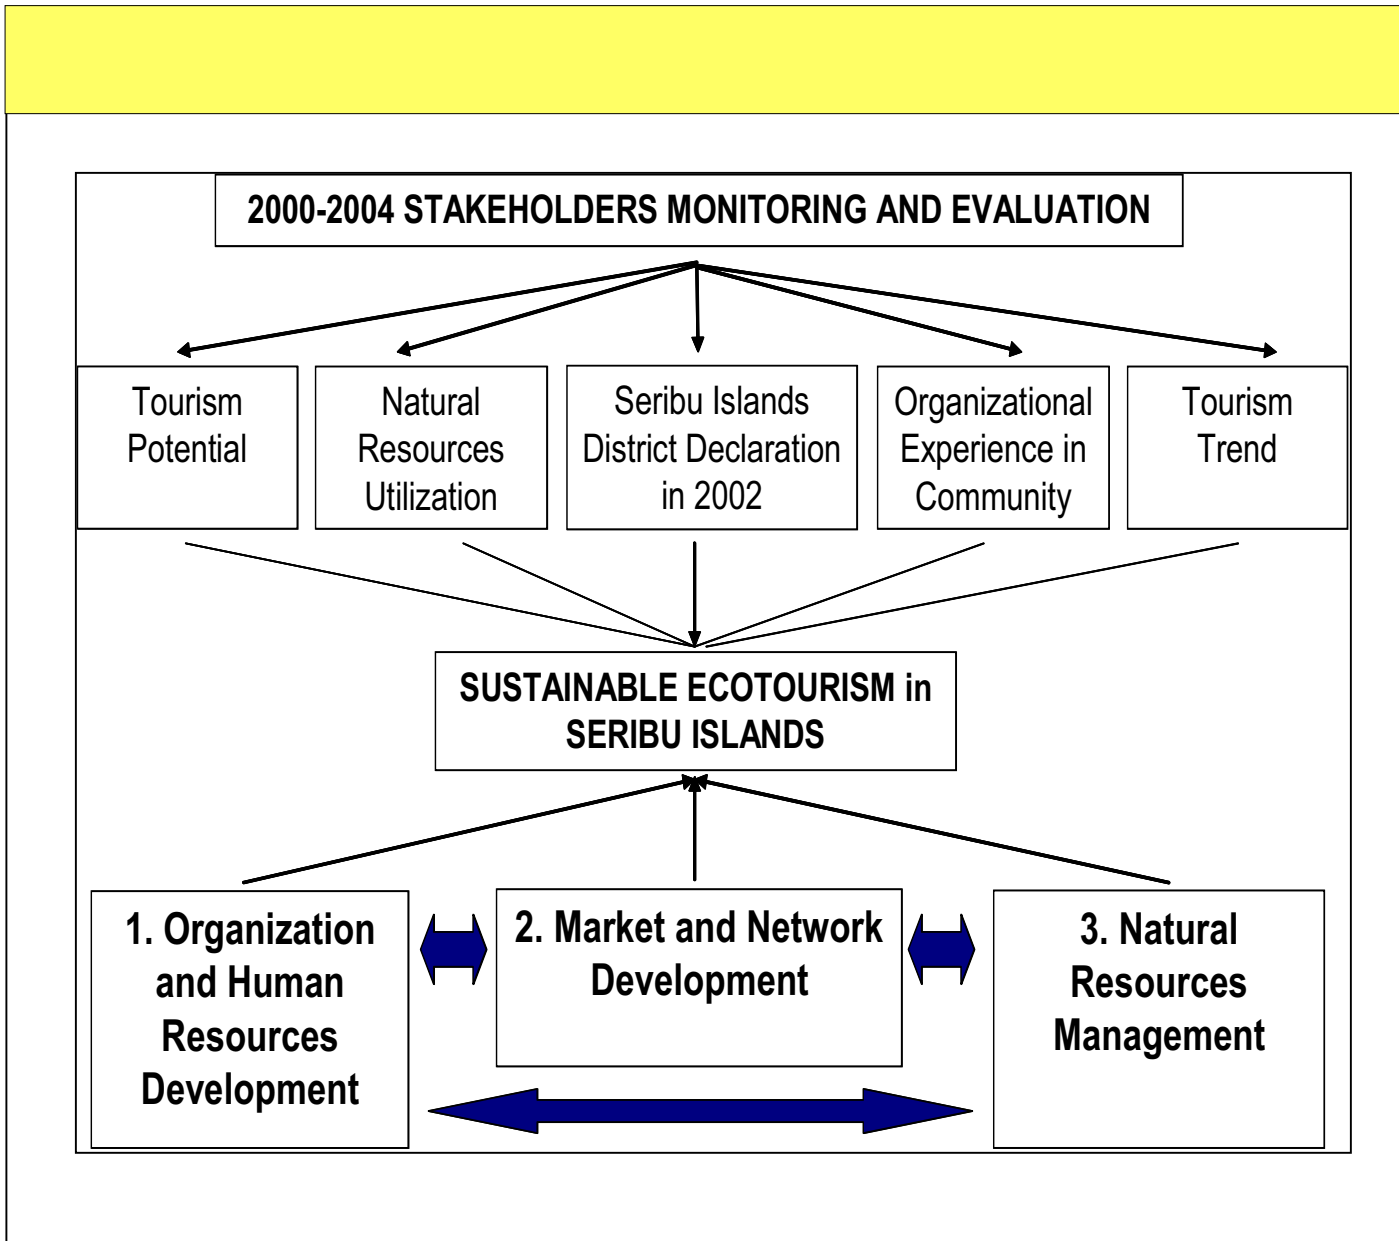 2000-2004 STAKEHOLDERS MONITORING AND EVALUATION
Tourism
Potential
Natural
Resources
Utilization
Seribu Islands
District Declaration
in 2002
Organizational
Experience in
Community
Tourism
Trend
SUSTAINABLE ECOTOURISM in
SERIBU ISLANDS
1. Organization
and Human
Resources
Development
2. Market and Network
Development
3. Natural
Resources
Management